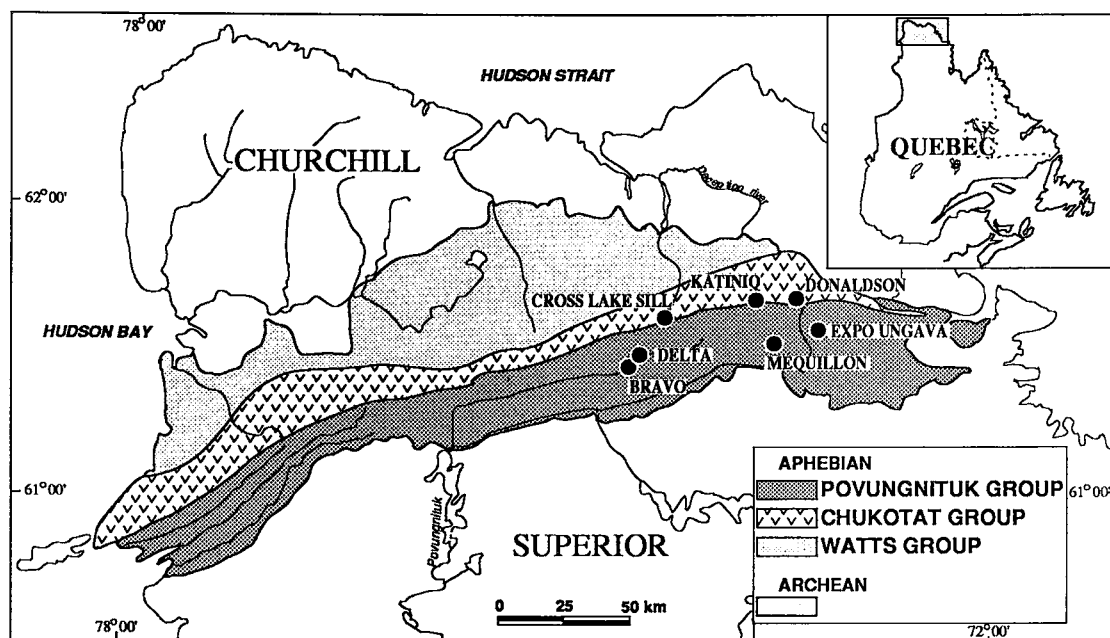 78°00'
HUDSON STRAIT
CHURCHILL
QUEBEC
62°00'
Deception river
KATINIQ
DONALDSON
CROSS LAKE SILL
HUDSON BAY
EXPO UNGAVA
DELTA
MEQUILLON
BRAVO
APHEBIAN
POVUNGNITUK GROUP
61°00'
61°00'
CHUKOTAT GROUP
Povungnituk
SUPERIOR
WATTS GROUP
ARCHEAN
0 25 50 km
78°00'
72°00'